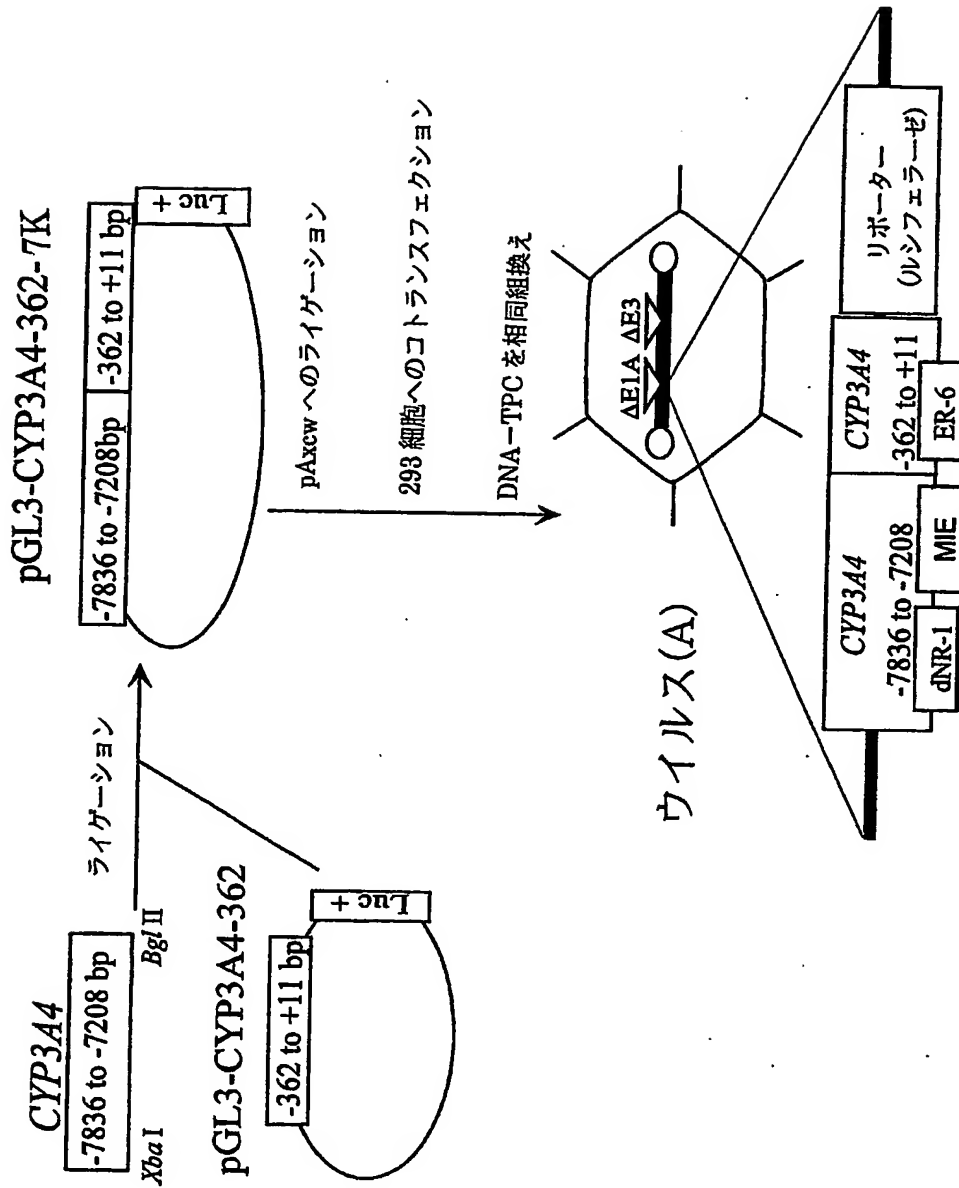 CYP3A4
-7836 to -7208 bp
Xba I
Bgl II
pGL3-CYP3A4-362
-362 to +11 bp
Luc +
ライゲーション
pGL3-CYP3A4-362-7K
-7836 to -7208bp
-362 to +11 bp
Luc +
pAxcw へのライゲーション
293 細胞へのコトランスフェクション
DNA-TPC を相同組換え
ウイルス(A)
ΔE1A ΔE3
CYP3A4
-7836 to -7208
dNR-1
MIE
CYP3A4
-362 to +11
ER-6
リポーター
(ルシフェラーゼ)